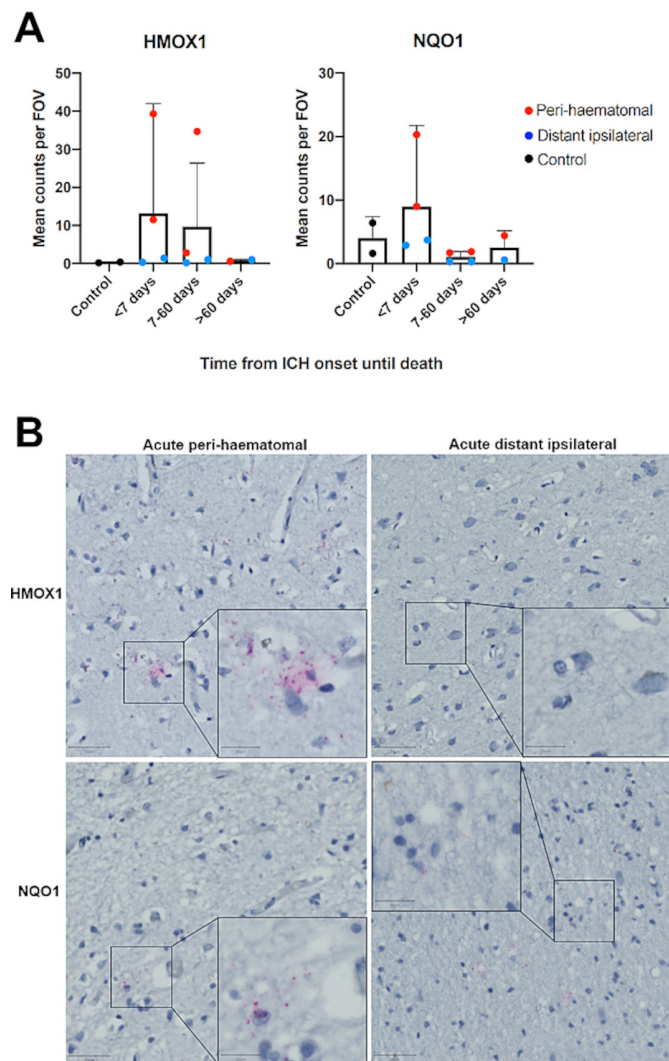 A
HMOX1
NQO1
Mean counts per FOV
50
40
30
20
10
0
Control
<7 days
7-60 days
>60 days
Mean counts per FOV
30
20
10
0
Control
<7 days
7-60 days
>60 days
Peri-haematomal
Distant ipsilateral
Control
Time from ICH onset until death
B
Acute peri-haematomal
Acute distant ipsilateral
HMOX1
NQO1